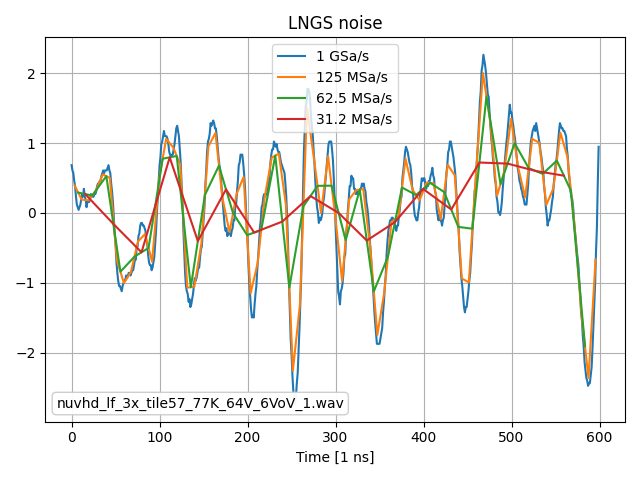 LNGS noise
1 GSa/s
125 MSa/s
62.5 MSa/s
31.2 MSa/s
2
1
0
−1
−2
nuvhd_lf_3x_tile57_77K_64V_6VoV_1.wav
0 100 200 300 400 500 600
Time [1 ns]